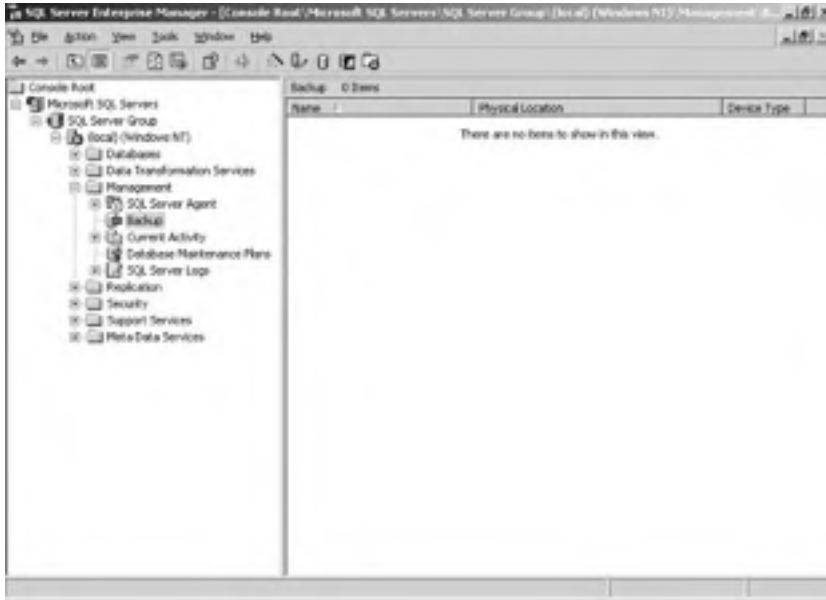 SQL Server Enterprise Manager - [Console Root\Microsoft SQL Servers\SQL Server Group\(local) (Windows NT)\Management\B...
File Action View Tools Window Help
Console Root
Microsoft SQL Servers
SQL Server Group
(local) (Windows NT)
Databases
Data Transformation Services
Management
SQL Server Agent
Backup
Current Activity
Database Maintenance Plans
SQL Server Logs
Replication
Security
Support Services
Meta Data Services
Backup 0 Items
Name Physical Location Device Type
There are no items to show in this view.